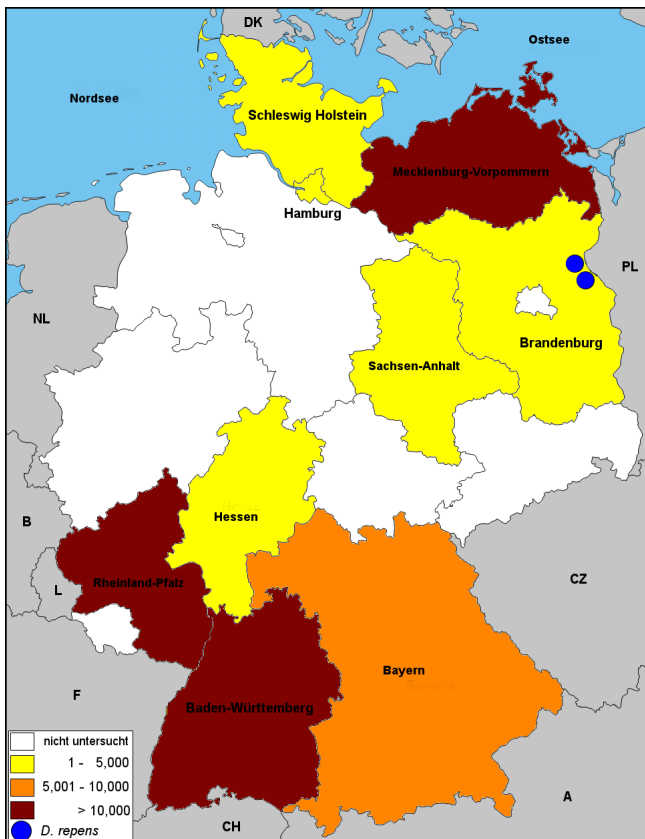 DK
Ostsee
Nordsee
Schleswig Holstein
Mecklenburg-Vorpommern
Hamburg
PL
NL
Brandenburg
Sachsen-Anhalt
B
Hessen
CZ
L
Rheinland-Pfalz
F
Bayern
Baden-Württemberg
nicht untersucht
1 - 5,000
5,001 - 10,000
> 10,000
D. repens
A
CH